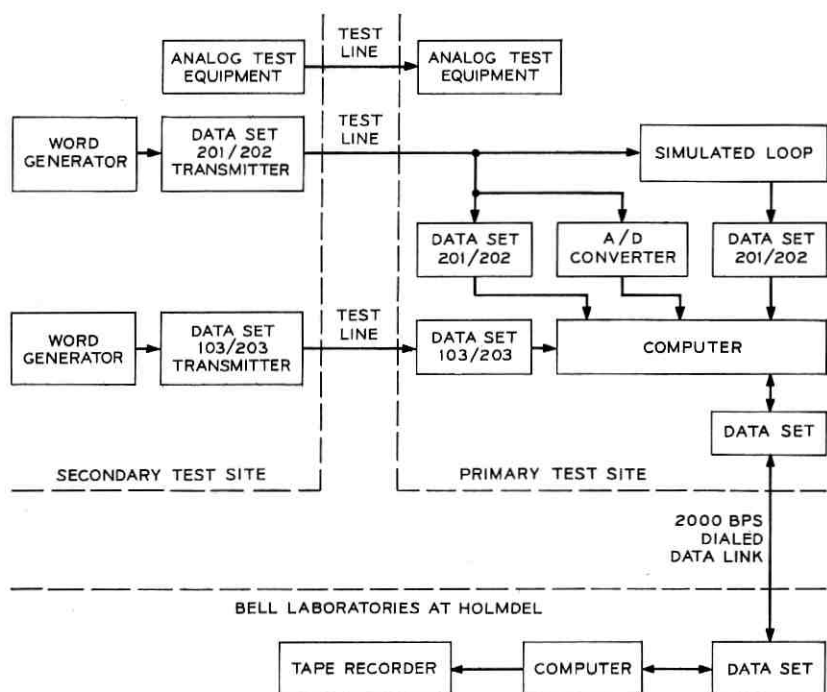 TEST
LINE
ANALOG TEST
EQUIPMENT
ANALOG TEST
EQUIPMENT
TEST
LINE
WORD
GENERATOR
DATA SET
201/202
TRANSMITTER
SIMULATED LOOP
DATA SET
201/202
A/D
CONVERTER
DATA SET
201/202
TEST
LINE
WORD
GENERATOR
DATA SET
103/203
TRANSMITTER
DATA SET
103/203
COMPUTER
DATA SET
SECONDARY TEST SITE
PRIMARY TEST SITE
2000 BPS
DIALED
DATA LINK
BELL LABORATORIES AT HOLMDEL
TAPE RECORDER
COMPUTER
DATA SET